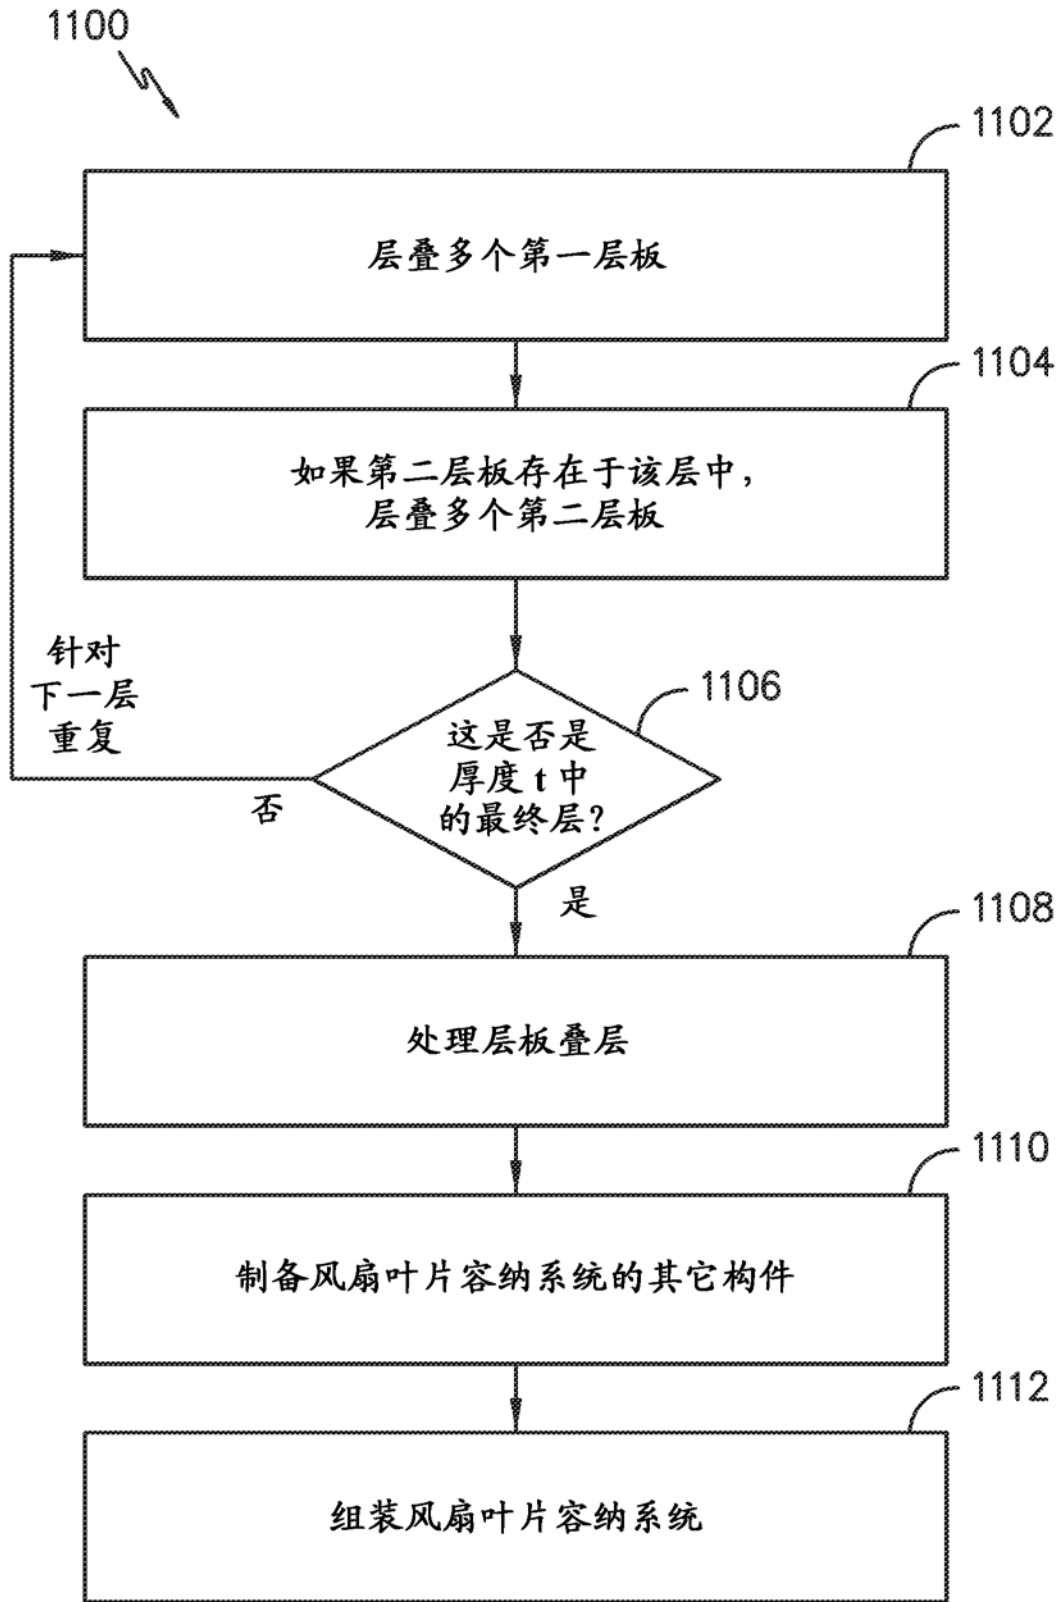 1100
1102
层叠多个第一层板
1104
如果第二层板存在于该层中，
层叠多个第二层板
针对
下一层
重复
1106
这是否是
厚度 t 中
的最终层？
否
是
1108
处理层板叠层
1110
制备风扇叶片容纳系统的其它构件
1112
组装风扇叶片容纳系统